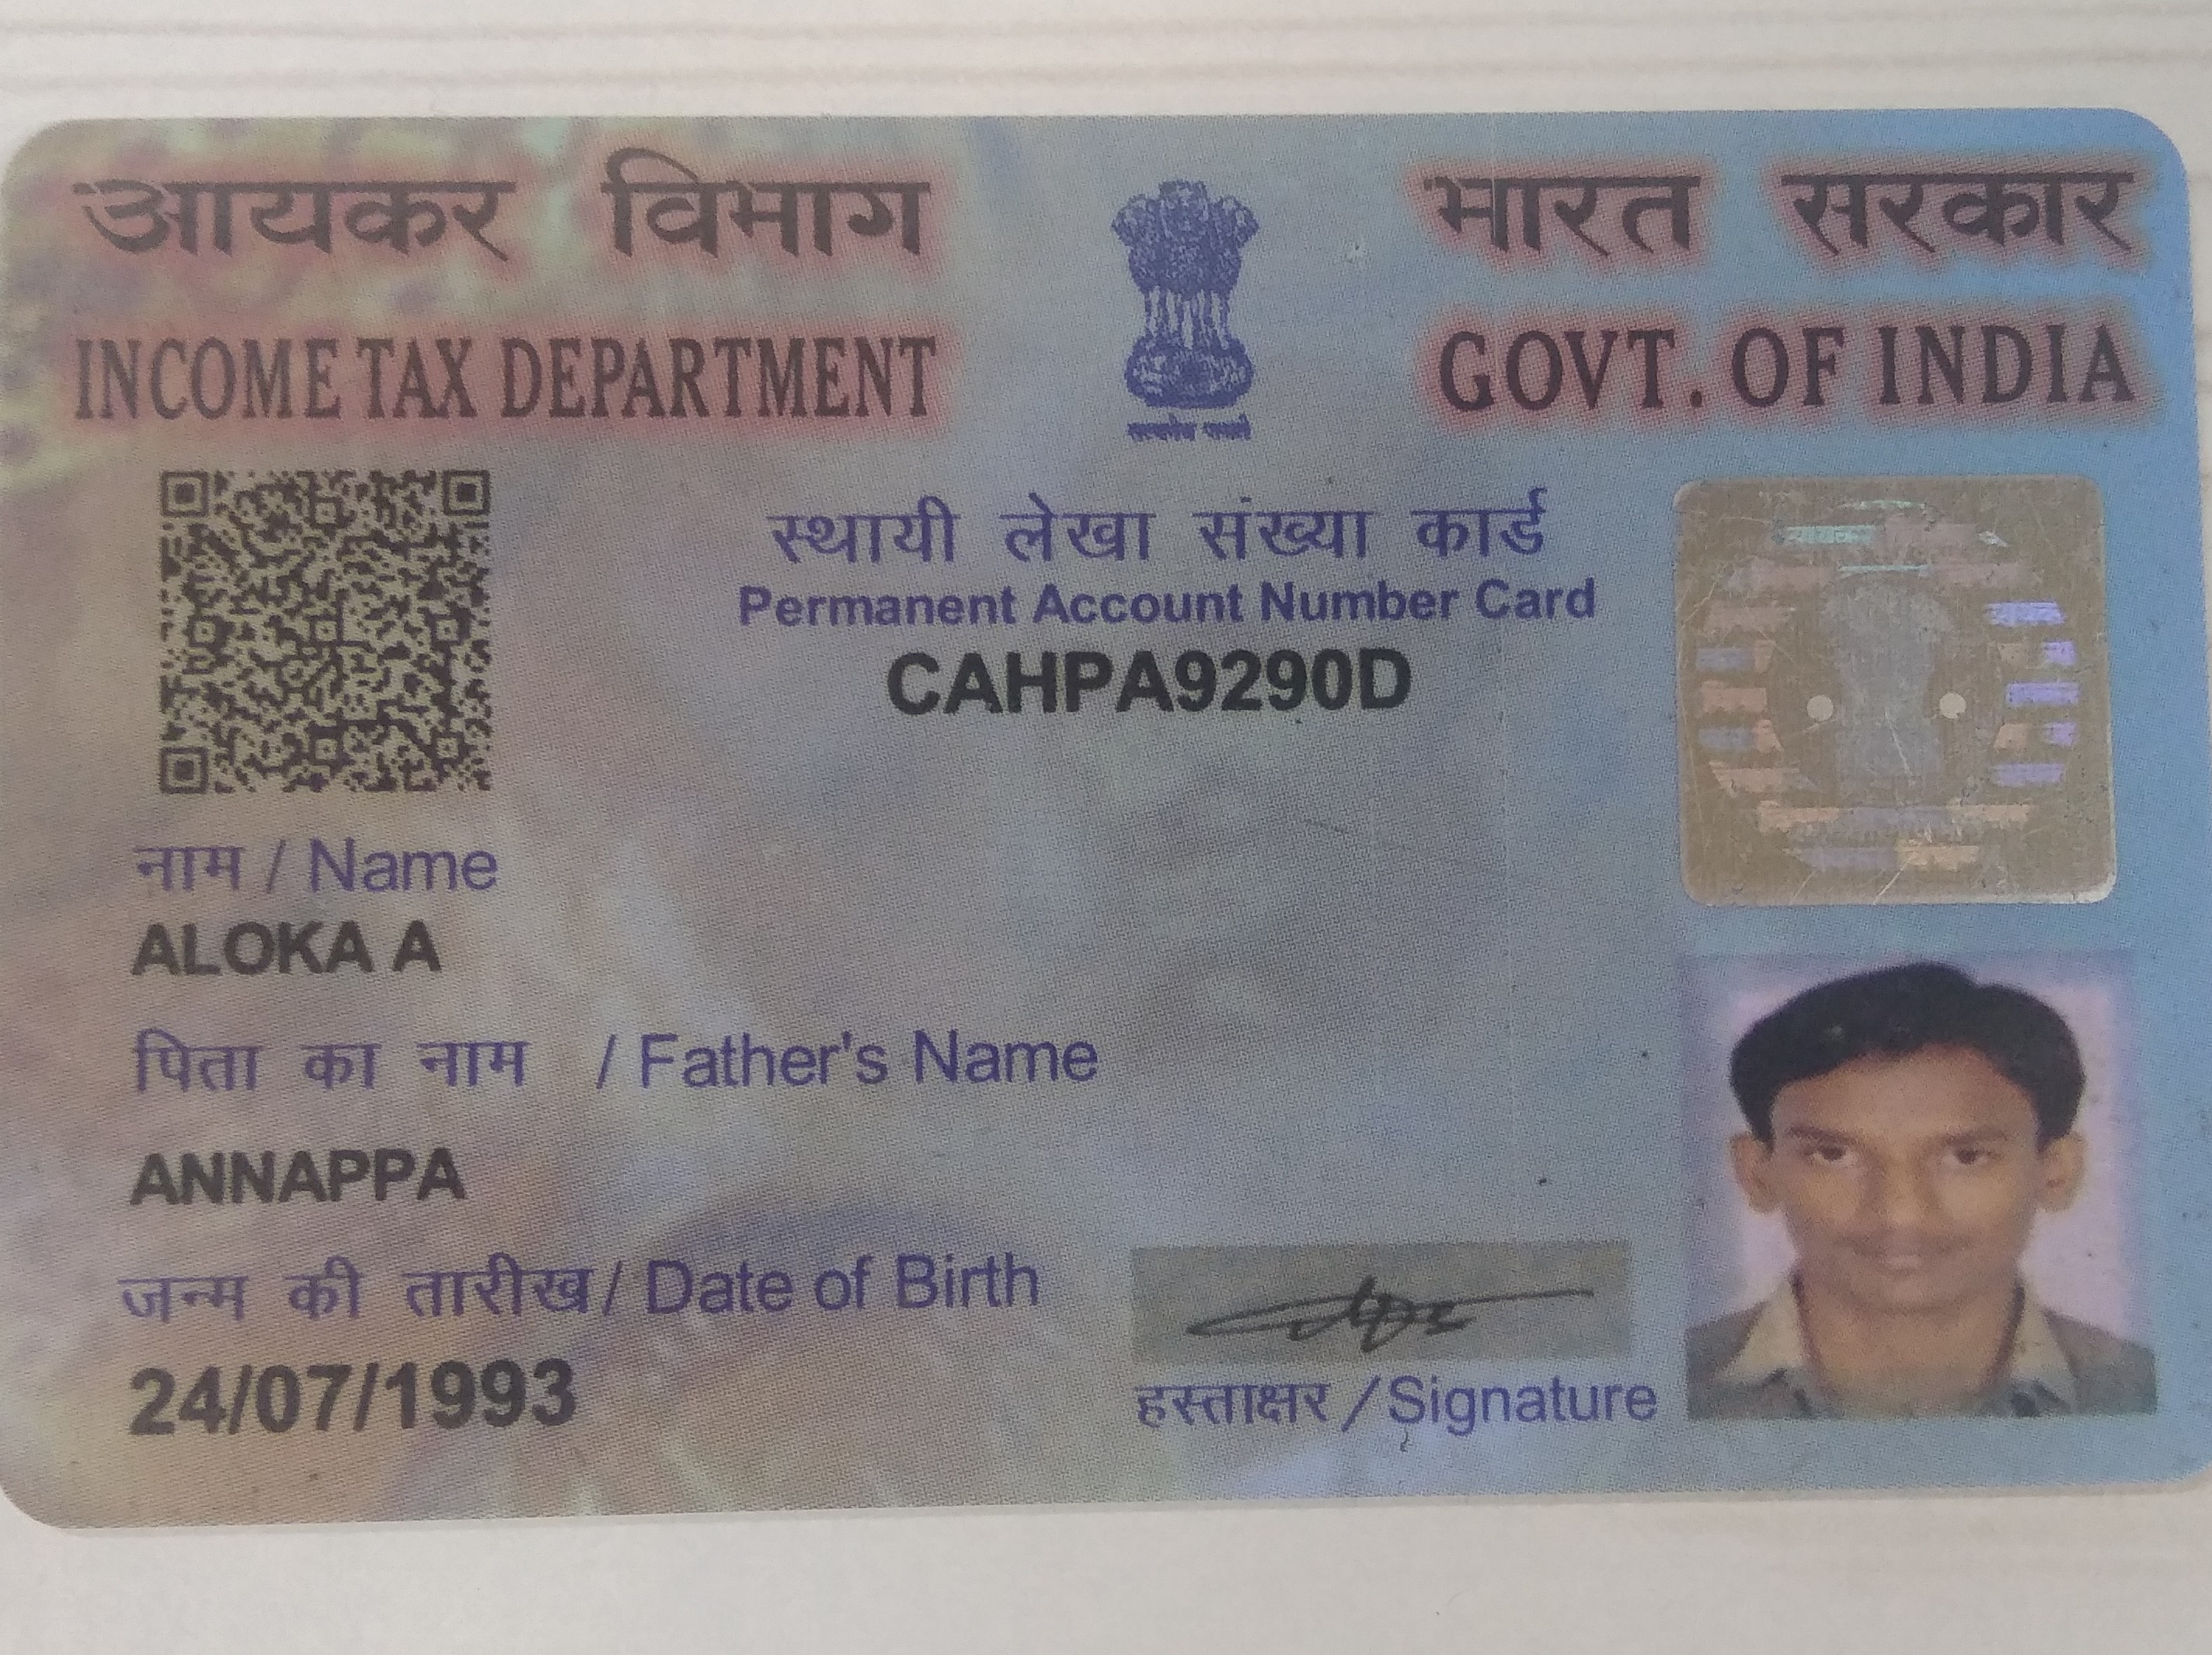 आयकर विभाग
INCOME TAX DEPARTMENT
भारत सरकार
GOVT. OF INDIA
सत्यमेव जयते
स्थायी लेखा संख्या कार्ड
Permanent Account Number Card
CAHPA9290D
नाम / Name
ALOKA A
पिता का नाम / Father's Name
ANNAPPA
जन्म की तारीख / Date of Birth
24/07/1993
हस्ताक्षर / Signature